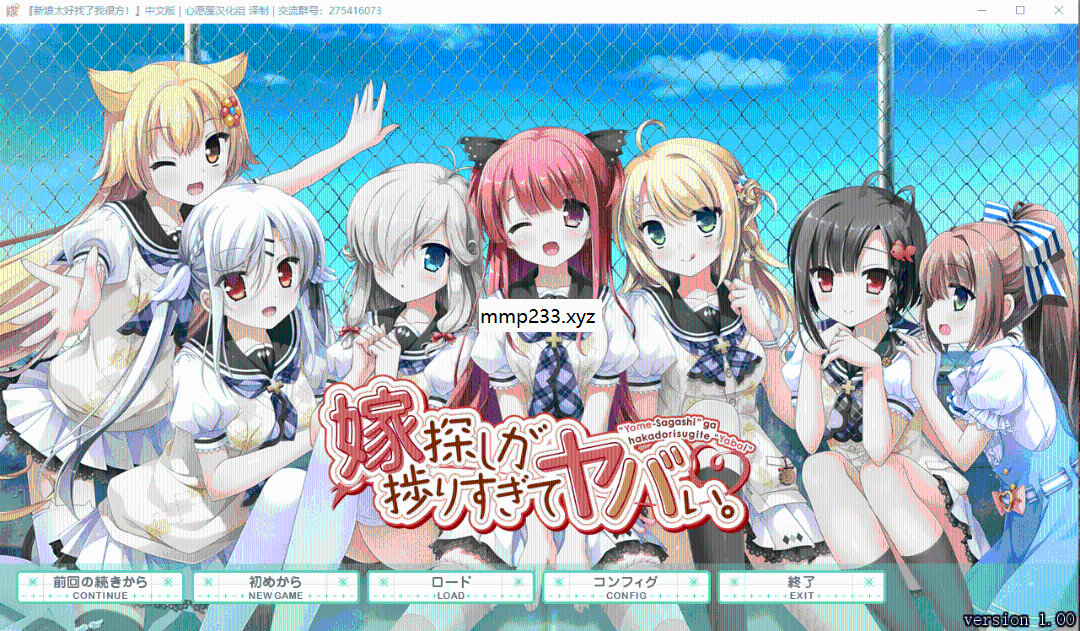 『新娘太好找了我很方！』中文版 | 心愿屋汉化组 译制 | 交流群号：275416073
mmp233.xyz
嫁探しが
捗りすぎてヤバい。
"Yome-Sagashi" ga
hakadorisugite "Yabai"
前回の続きから
CONTINUE
初めから
NEW GAME
ロード
LOAD
コンフィグ
CONFIG
終了
EXIT
version 1.00